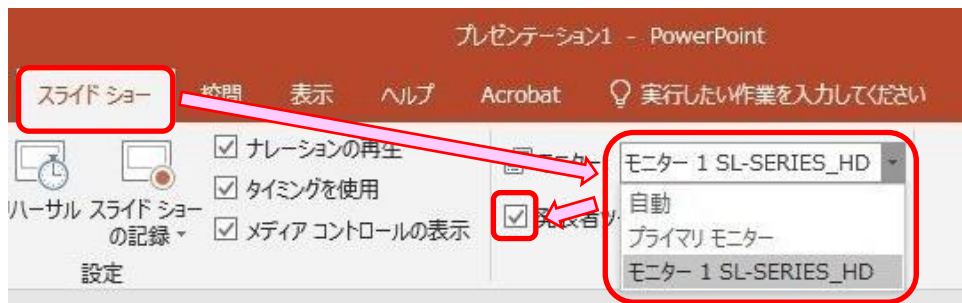 プレゼンテーション1 - PowerPoint
スライド ショー 校閲 表示 ヘルプ Acrobat 実行したい作業を入力してください
ナレーションの再生
モニター 1 SL-SERIES_HD
タイミングを使用
自動
ハーサル スライド ショー
の記録
メディア コントロールの表示
プライマリ モニター
モニター 1 SL-SERIES_HD
設定